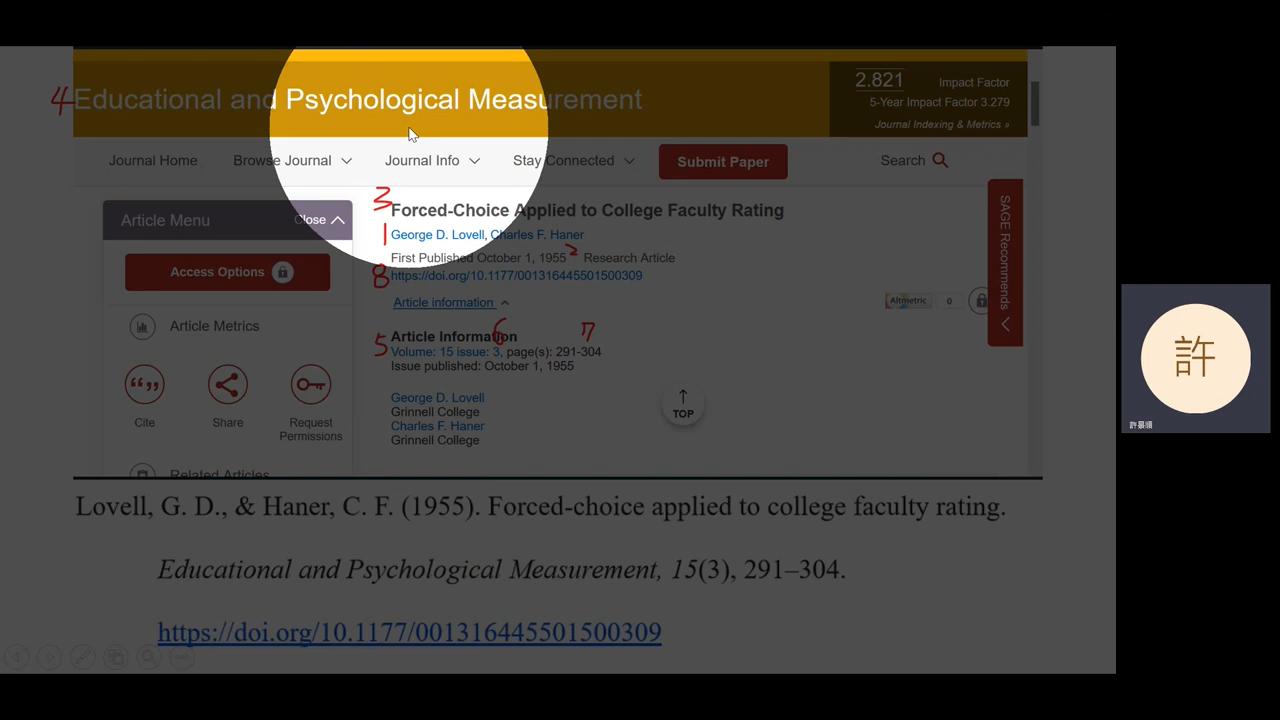 2.821 Impact Factor
4 Educational and Psychological Measurement
5-Year Impact Factor 3.279
Journal Indexing & Metrics »
Journal Home Browse Journal Journal Info Stay Connected Submit Paper Search
3 Forced-Choice Applied to College Faculty Rating
Article Menu Close
1 George D. Lovell, Charles F. Haner
First Published October 1, 1955 2 Research Article
8 https://doi.org/10.1177/001316445501500309
Access Options
Article information
Altmetric 0
SAGE Recommends
Article Metrics
6 7
5 Article Information
Volume: 15 issue: 3, page(s): 291-304
Issue published: October 1, 1955
George D. Lovell
Grinnell College
Charles F. Haner
Grinnell College
TOP
Cite Share Request Permissions
Related Articles
Lovell, G. D., & Haner, C. F. (1955). Forced-choice applied to college faculty rating.
Educational and Psychological Measurement, 15(3), 291–304.
https://doi.org/10.1177/001316445501500309
許
許景順